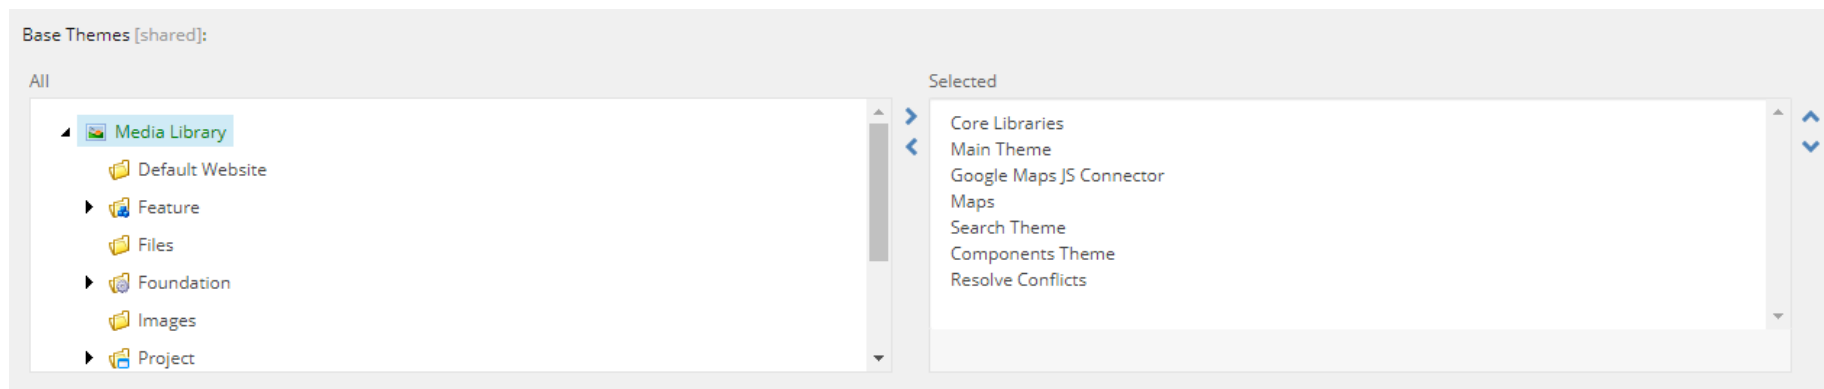 Base Themes [shared]:
All
Media Library
Default Website
Feature
Files
Foundation
Images
Project
Selected
Core Libraries
Main Theme
Google Maps JS Connector
Maps
Search Theme
Components Theme
Resolve Conflicts